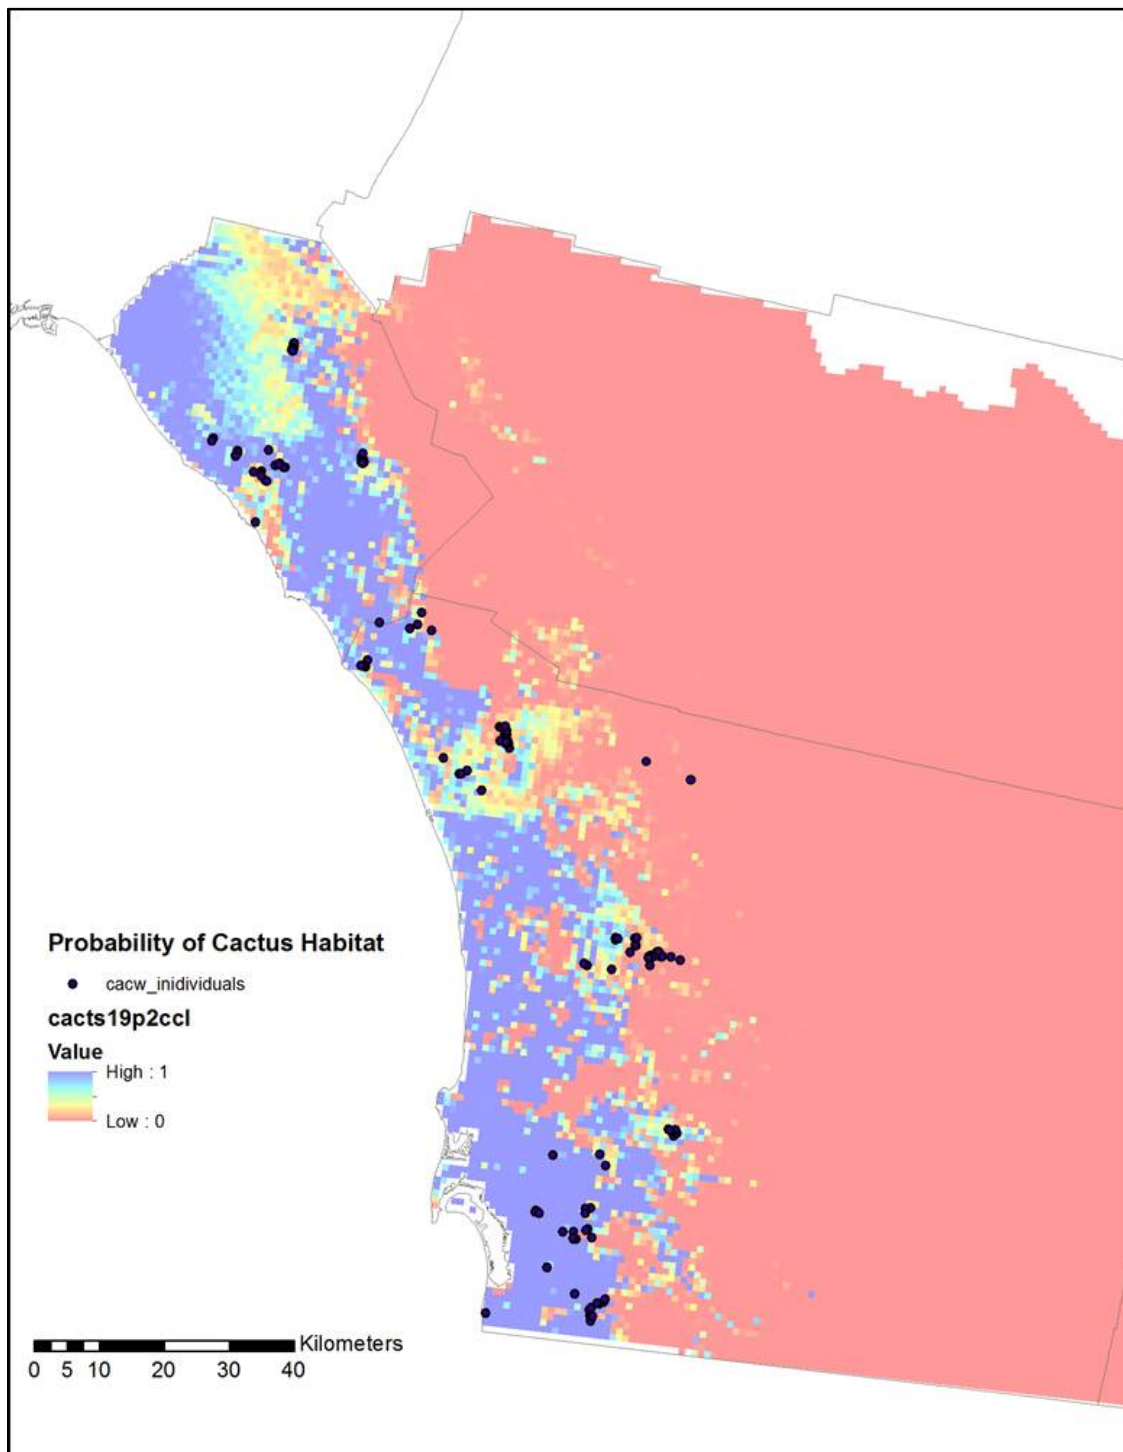 Probability of Cactus Habitat
cacw_inidividuals
cacts19p2ccl
Value
High : 1
Low : 0
Kilometers
0 5 10 20 30 40